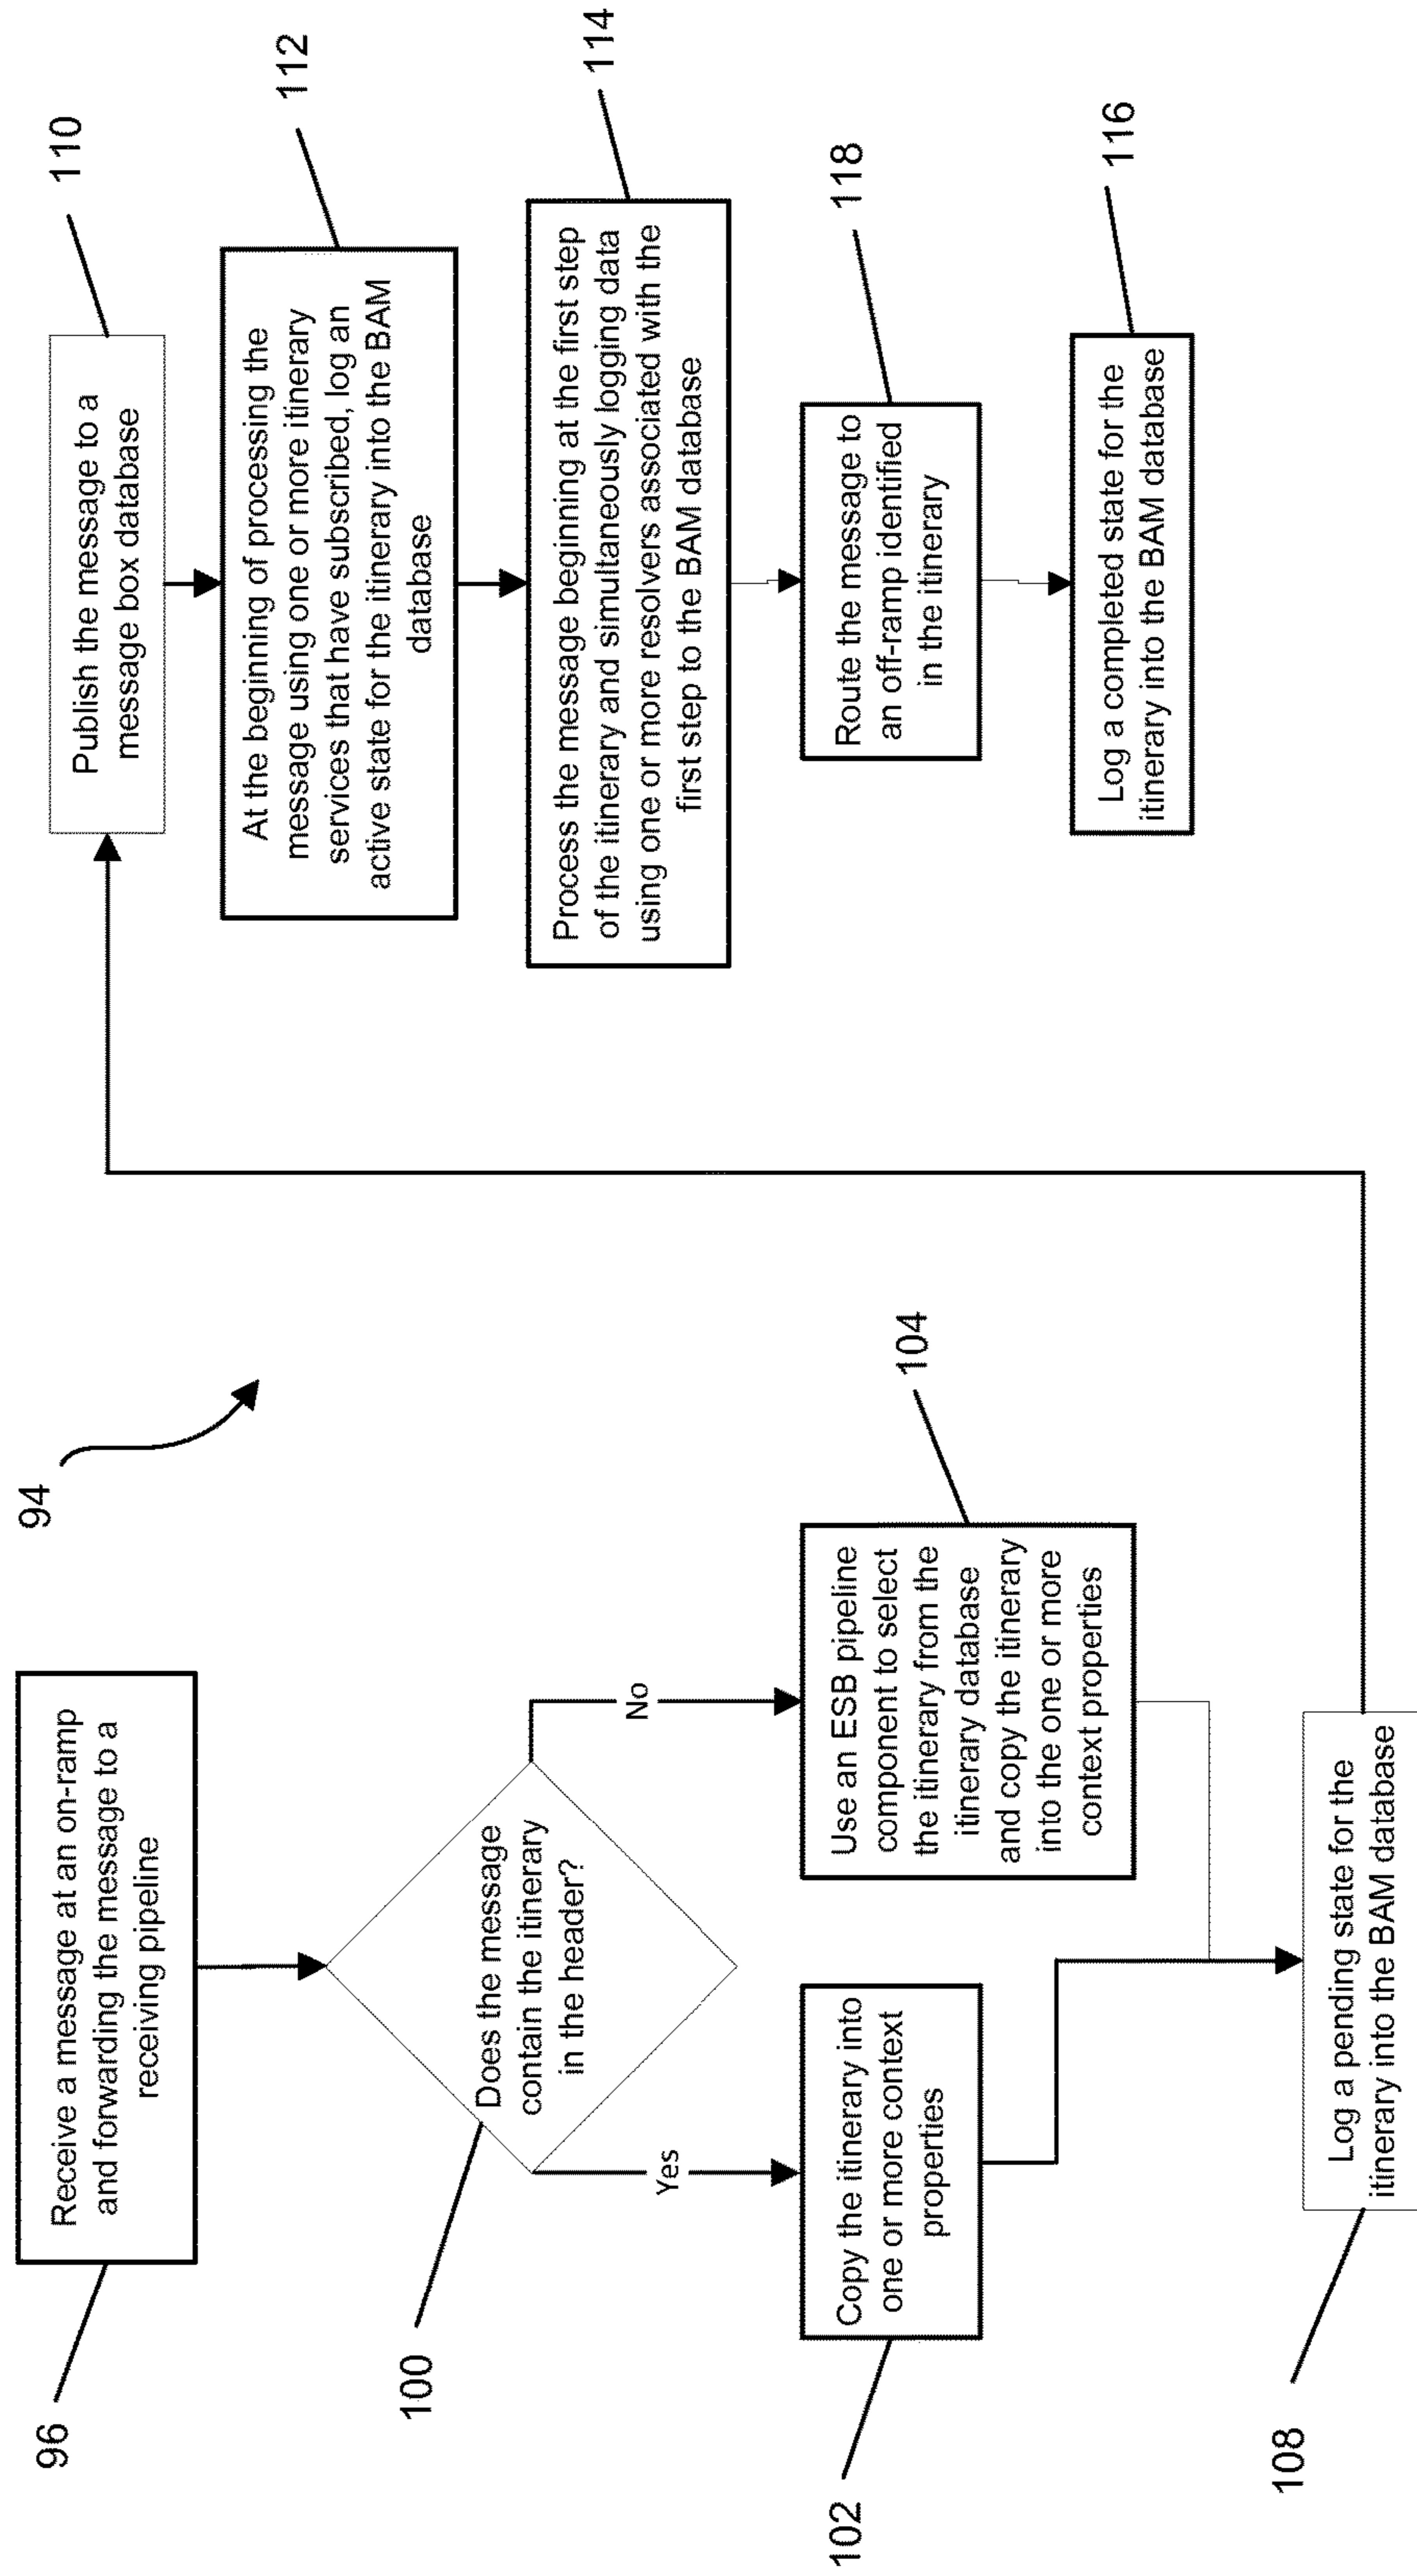 94
96
Receive a message at an on-ramp
and forwarding the message to a
receiving pipeline
100
Does the message
contain the itinerary
in the header?
Yes
No
102
Copy the itinerary into
one or more context
properties
104
Use an ESB pipeline
component to select
the itinerary from the
itinerary database
and copy the itinerary
into the one or more
context properties
108
Log a pending state for the
itinerary into the BAM database
110
Publish the message to a
message box database
112
At the beginning of processing the
message using one or more itinerary
services that have subscribed, log an
active state for the itinerary into the BAM
database
114
Process the message beginning at the first step
of the itinerary and simultaneously logging data
using one or more resolvers associated with the
first step to the BAM database
118
Route the message to
an off-ramp identified
in the itinerary
116
Log a completed state for the
itinerary into the BAM database